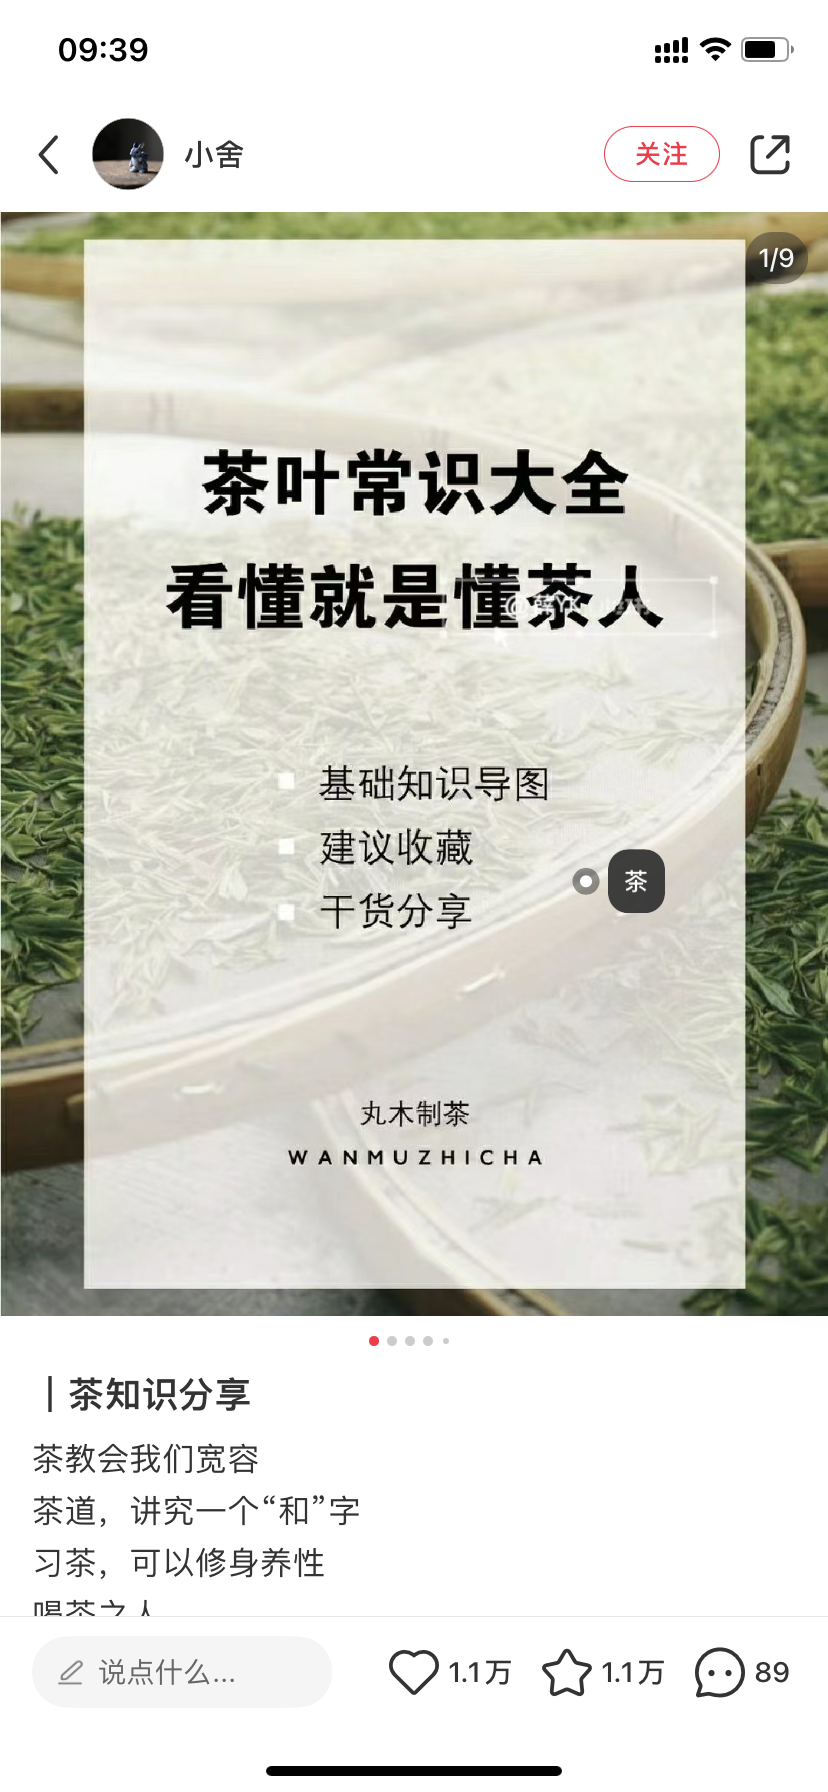 09:39
小舍
关注
1/9
茶叶常识大全
看懂就是懂茶人
基础知识导图
建议收藏
干货分享
茶
丸木制茶
WANMUZHICHA
| 茶知识分享
茶教会我们宽容
茶道，讲究一个“和”字
习茶，可以修身养性
喝茶之人
说点什么...
1.1万
1.1万
89